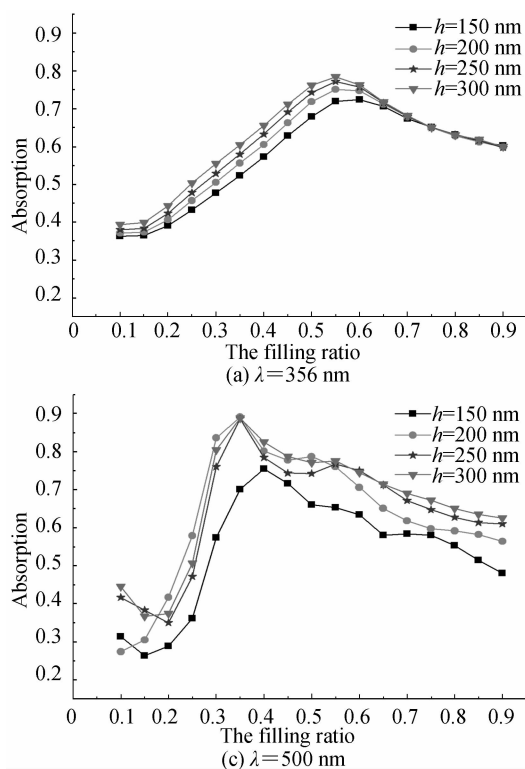 h=150 nm
h=200 nm
h=250 nm
h=300 nm
0.9
0.8
0.7
0.6
0.5
0.4
0.3
0.2
Absorption
0 0.1 0.2 0.3 0.4 0.5 0.6 0.7 0.8 0.9
The filling ratio
(a) λ=356 nm
h=150 nm
h=200 nm
h=250 nm
h=300 nm
0.9
0.8
0.7
0.6
0.5
0.4
0.3
0.2
Absorption
0 0.1 0.2 0.3 0.4 0.5 0.6 0.7 0.8 0.9
The filling ratio
(c) λ=500 nm